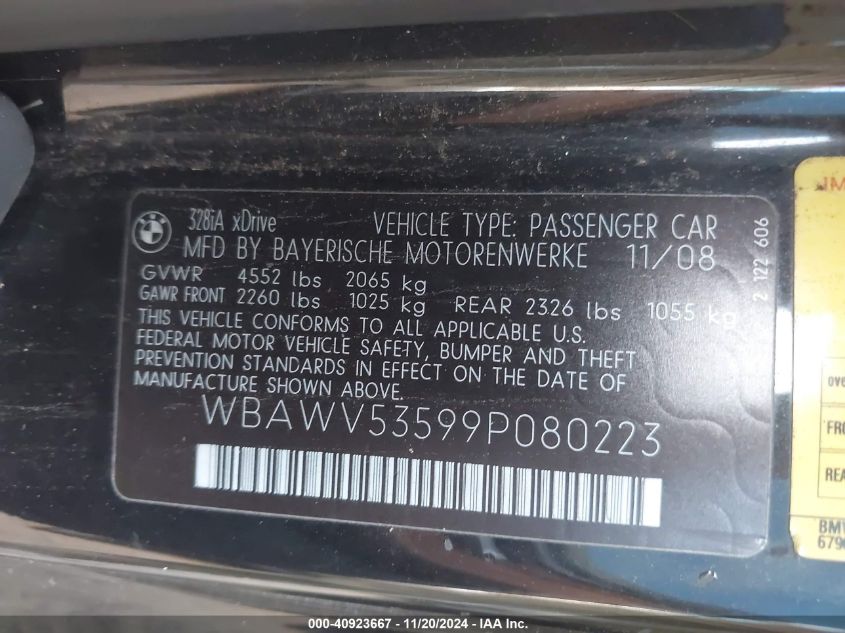 BMW
328iA xDrive
VEHICLE TYPE: PASSENGER CAR
MFD BY BAYERISCHE MOTORENWERKE 11/08
GVWR 4552 lbs 2065 kg
GAWR FRONT 2260 lbs 1025 kg REAR 2326 lbs 1055 kg
THIS VEHICLE CONFORMS TO ALL APPLICABLE U.S.
FEDERAL MOTOR VEHICLE SAFETY, BUMPER AND THEFT
PREVENTION STANDARDS IN EFFECT ON THE DATE OF
MANUFACTURE SHOWN ABOVE.
WBAWV53599P080223
2 122 606
REA
BMW
000-40923667 - 11/20/2024 - IAA Inc.